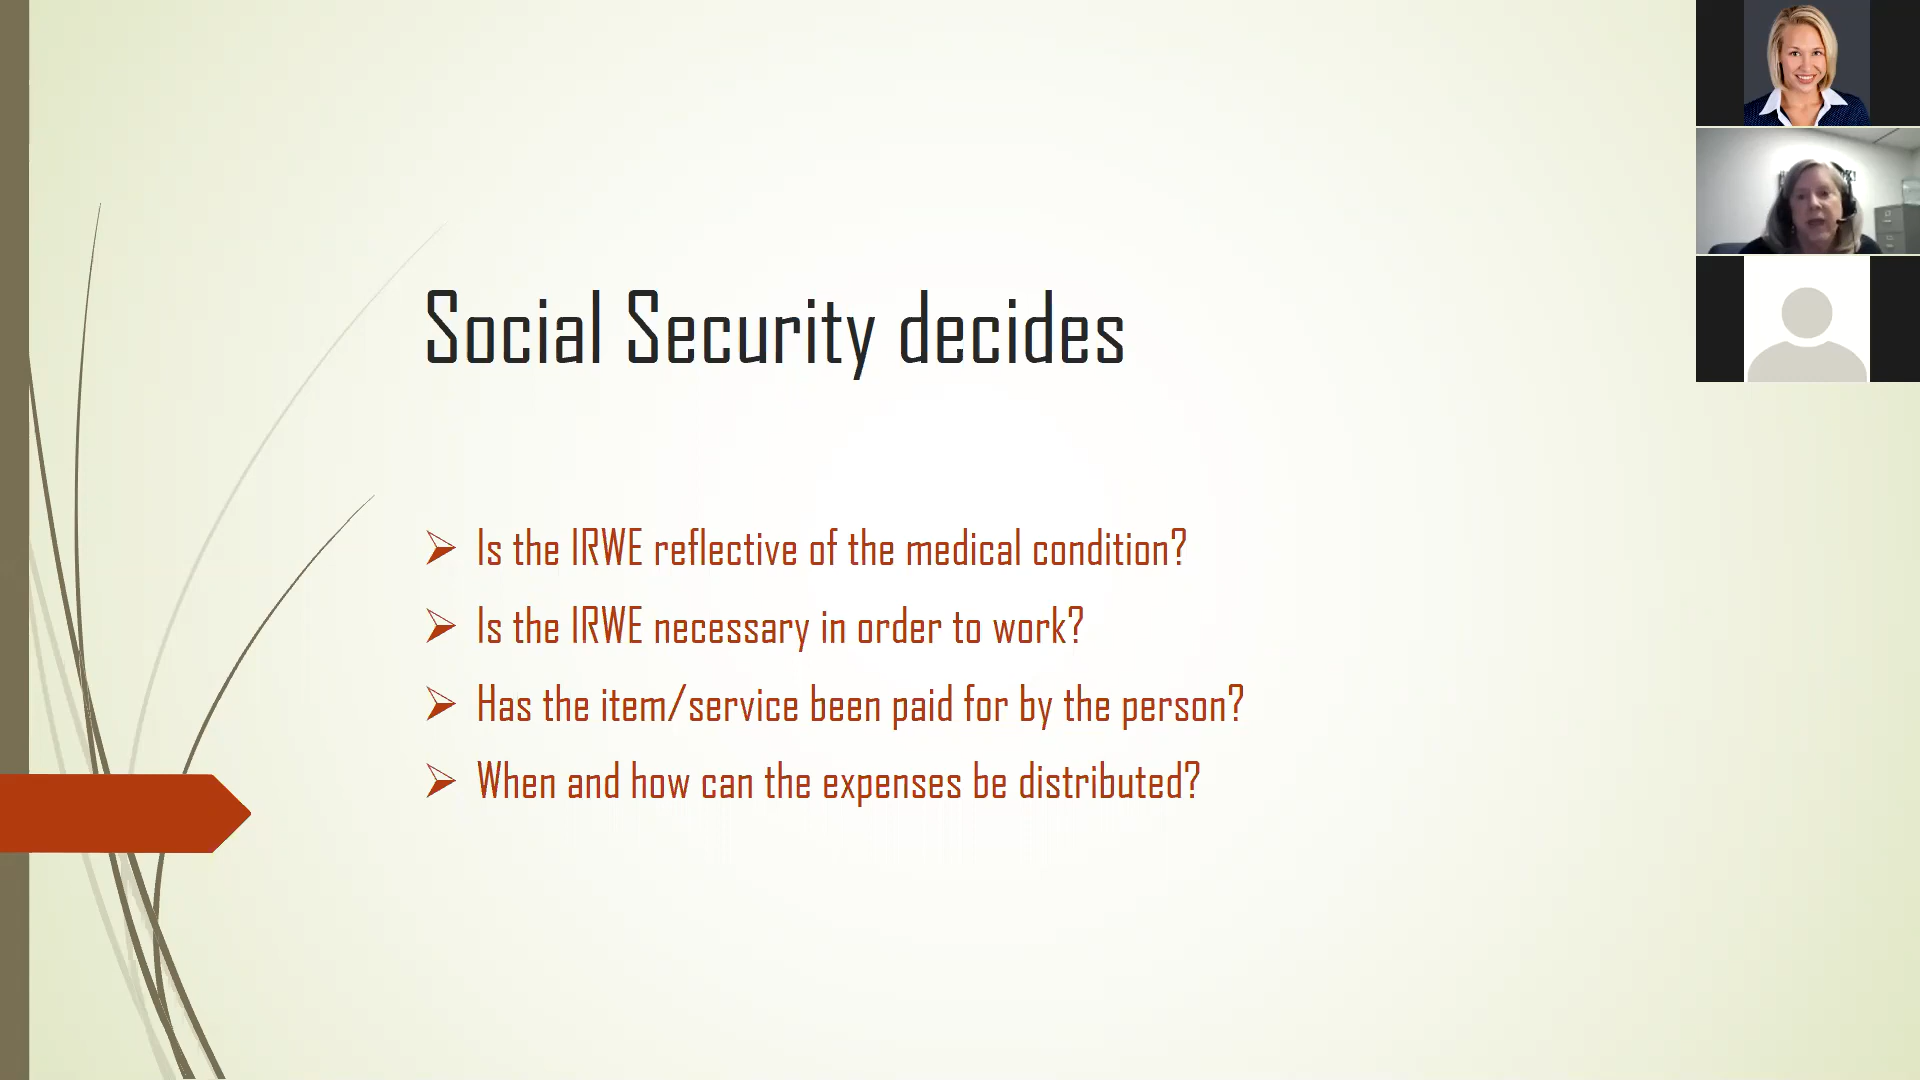 Social Security decides
Is the IRWE reflective of the medical condition?
Is the IRWE necessary in order to work?
Has the item/service been paid for by the person?
When and how can the expenses be distributed?